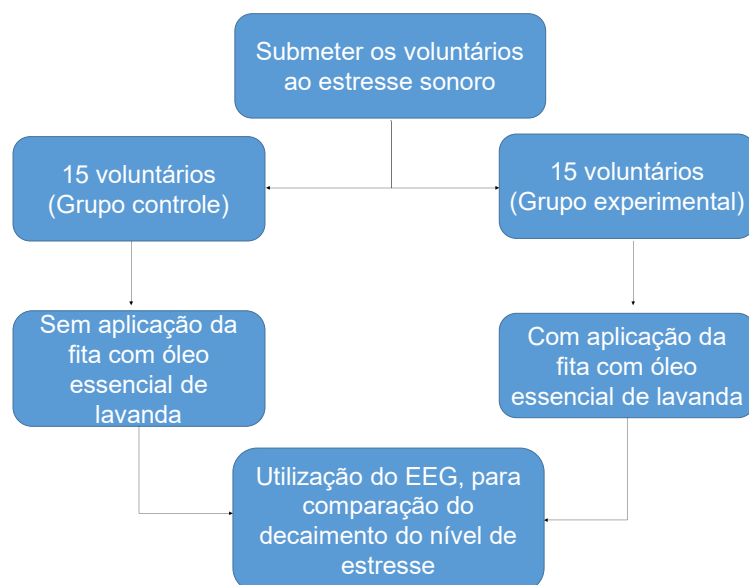 Submeter os voluntários
ao estresse sonoro
15 voluntários
(Grupo controle)
15 voluntários
(Grupo experimental)
Sem aplicação da
fita com óleo
essencial de
lavanda
Com aplicação da
fita com óleo
essencial de lavanda
Utilização do EEG, para
comparação do
decaimento do nível de
estresse